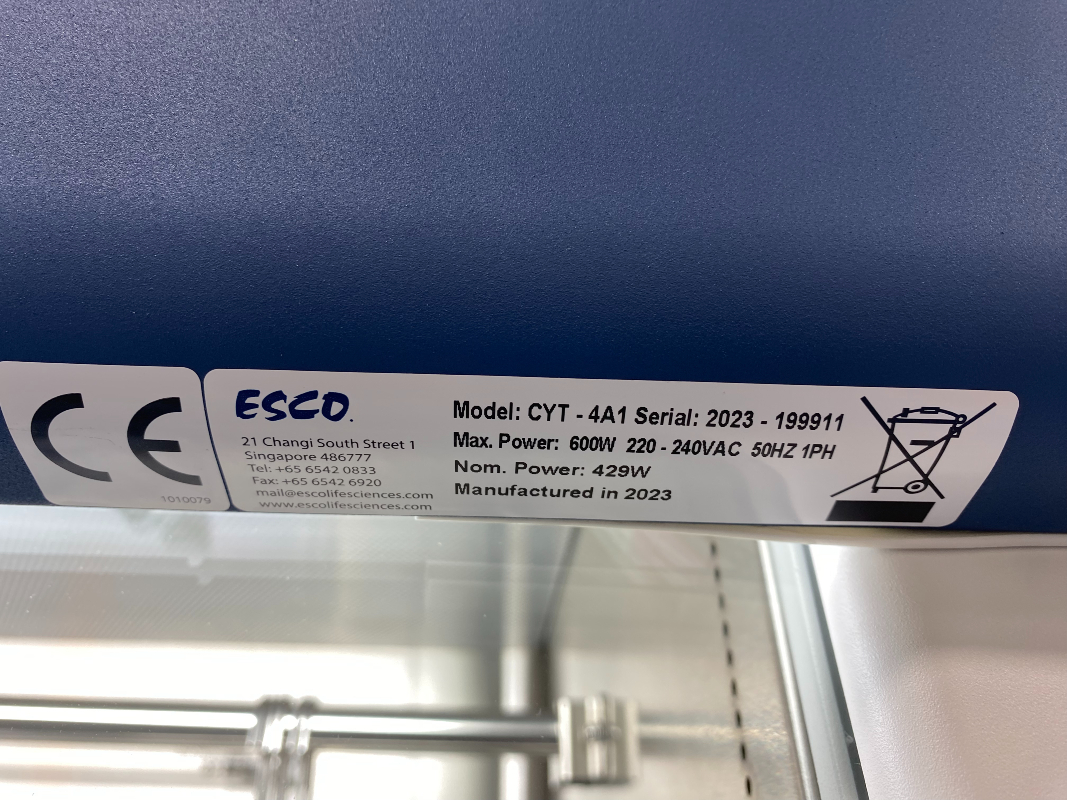 CE
1010079
ESCO.
21 Changi South Street 1
Singapore 486777
Tel: +65 6542 0833
Fax: +65 6542 6920
mail@escolifesciences.com
www.escolifesciences.com
Model: CYT - 4A1 Serial: 2023 - 199911
Max. Power: 600W 220 - 240VAC 50HZ 1PH
Nom. Power: 429W
Manufactured in 2023